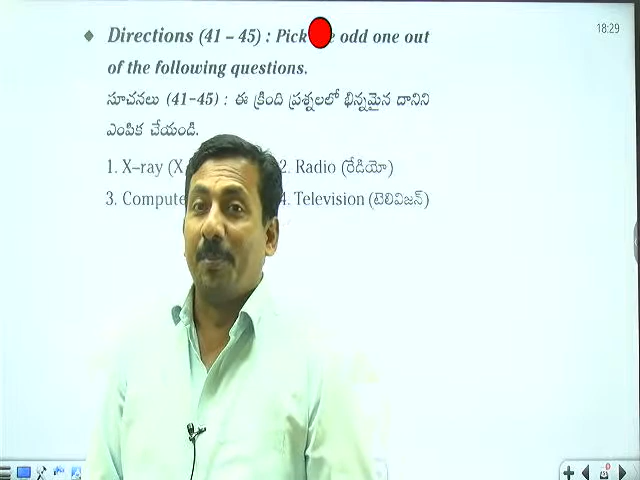 18:29
◆ Directions (41 – 45) : Pick e odd one out
of the following questions.
సూచనలు (41-45) : ఈ క్రింది ప్రశ్నలలో భిన్నమైన దానిని
ఎంపిక చేయండి.
1. X–ray (X 2. Radio (రేడియో)
3. Compute 4. Television (టెలివిజన్)